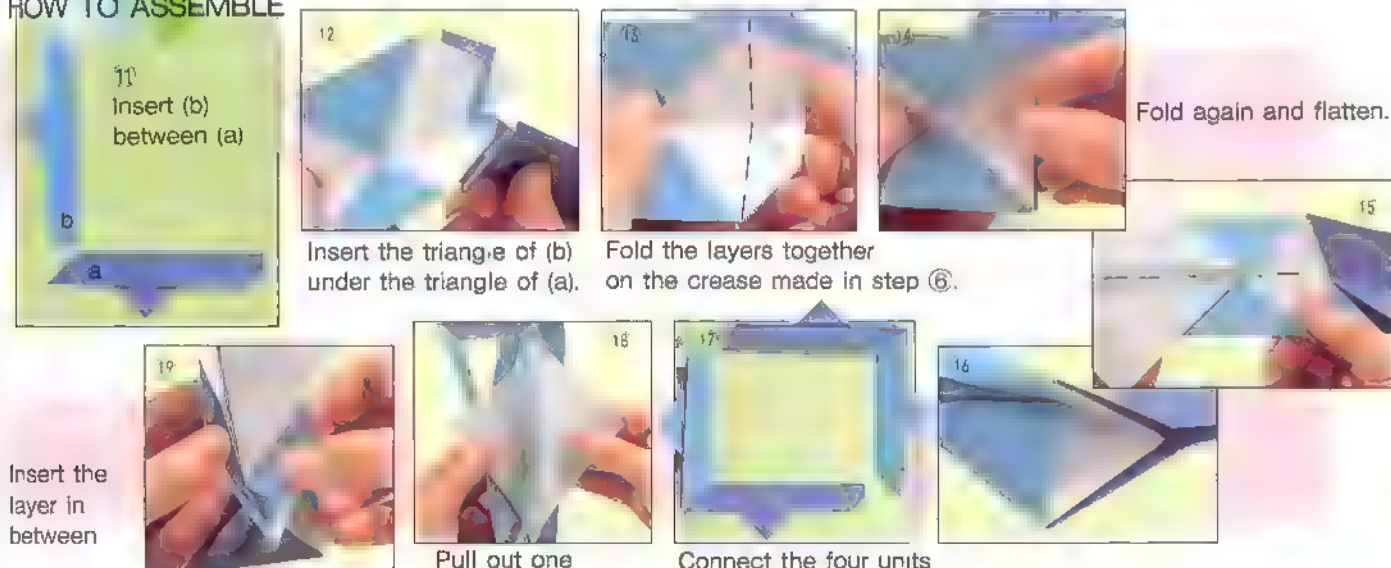 HOW TO ASSEMBLE
11
Insert (b)
between (a)
b
a
12
Insert the triangle of (b)
under the triangle of (a).
13
Fold the layers together
on the crease made in step ⑥.
14
Fold again and flatten.
15
16
17
Connect the four units
18
Pull out one
19
Insert the
layer in
between